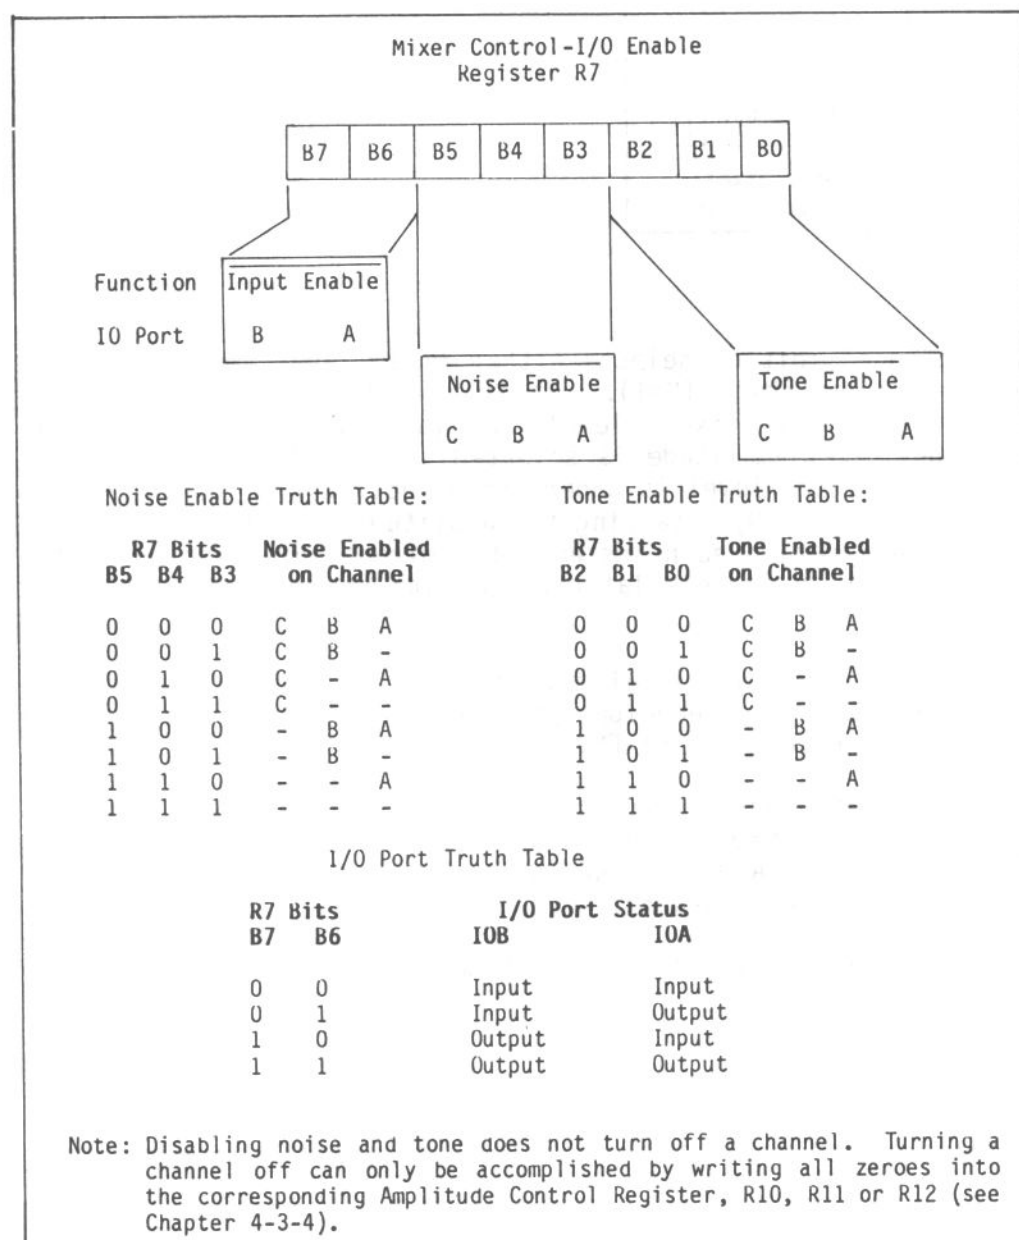 Mixer Control-I/O Enable
Register R7
B7 B6 B5 B4 B3 B2 B1 B0
Function Input Enable
IO Port B A
Noise Enable Tone Enable
C B A C B A
Noise Enable Truth Table: Tone Enable Truth Table:
R7 Bits Noise Enabled R7 Bits Tone Enabled
B5 B4 B3 on Channel B2 B1 B0 on Channel
0 0 0 C B A 0 0 0 C B A
0 0 1 C B - 0 0 1 C B -
0 1 0 C - A 0 1 0 C - A
0 1 1 C - - 0 1 1 C - -
1 0 0 - B A 1 0 0 - B A
1 0 1 - B - 1 0 1 - B -
1 1 0 - - A 1 1 0 - - A
1 1 1 - - - 1 1 1 - - -
I/O Port Truth Table
R7 Bits I/O Port Status
B7 B6 IOB IOA
0 0 Input Input
0 1 Input Output
1 0 Output Input
1 1 Output Output
Note: Disabling noise and tone does not turn off a channel. Turning a
channel off can only be accomplished by writing all zeroes into
the corresponding Amplitude Control Register, R10, R11 or R12 (see
Chapter 4-3-4).